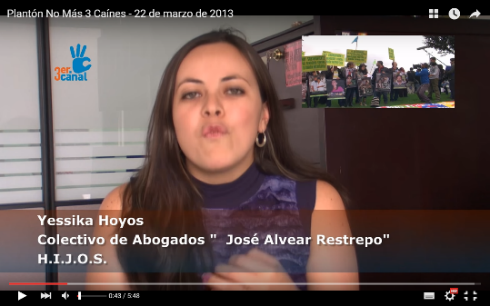 Plantón No Más 3 Caínes - 22 de marzo de 2013
3er.
canal
Yessika Hoyos
Colectivo de Abogados " José Alvear Restrepo"
H.I.J.O.S.
0:43 / 5:48